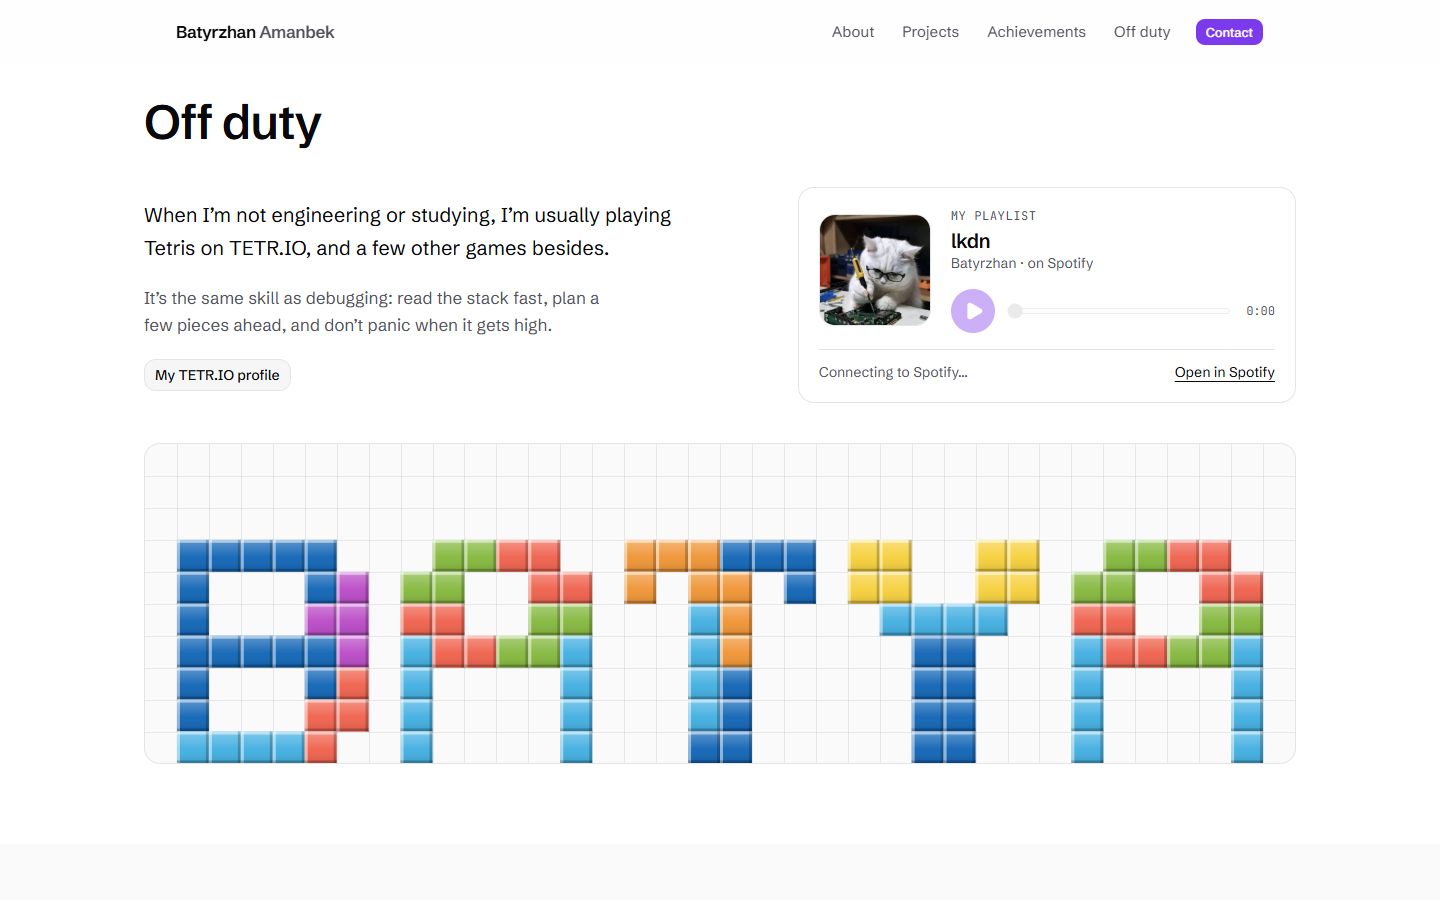 Batyrzhan Amanbek
About Projects Achievements Off duty Contact
Off duty
When I’m not engineering or studying, I’m usually playing
Tetris on TETR.IO, and a few other games besides.
It’s the same skill as debugging: read the stack fast, plan a
few pieces ahead, and don’t panic when it gets high.
My TETR.IO profile
MY PLAYLIST
lkdn
Batyrzhan · on Spotify
0:00
Connecting to Spotify…
Open in Spotify
BATYA